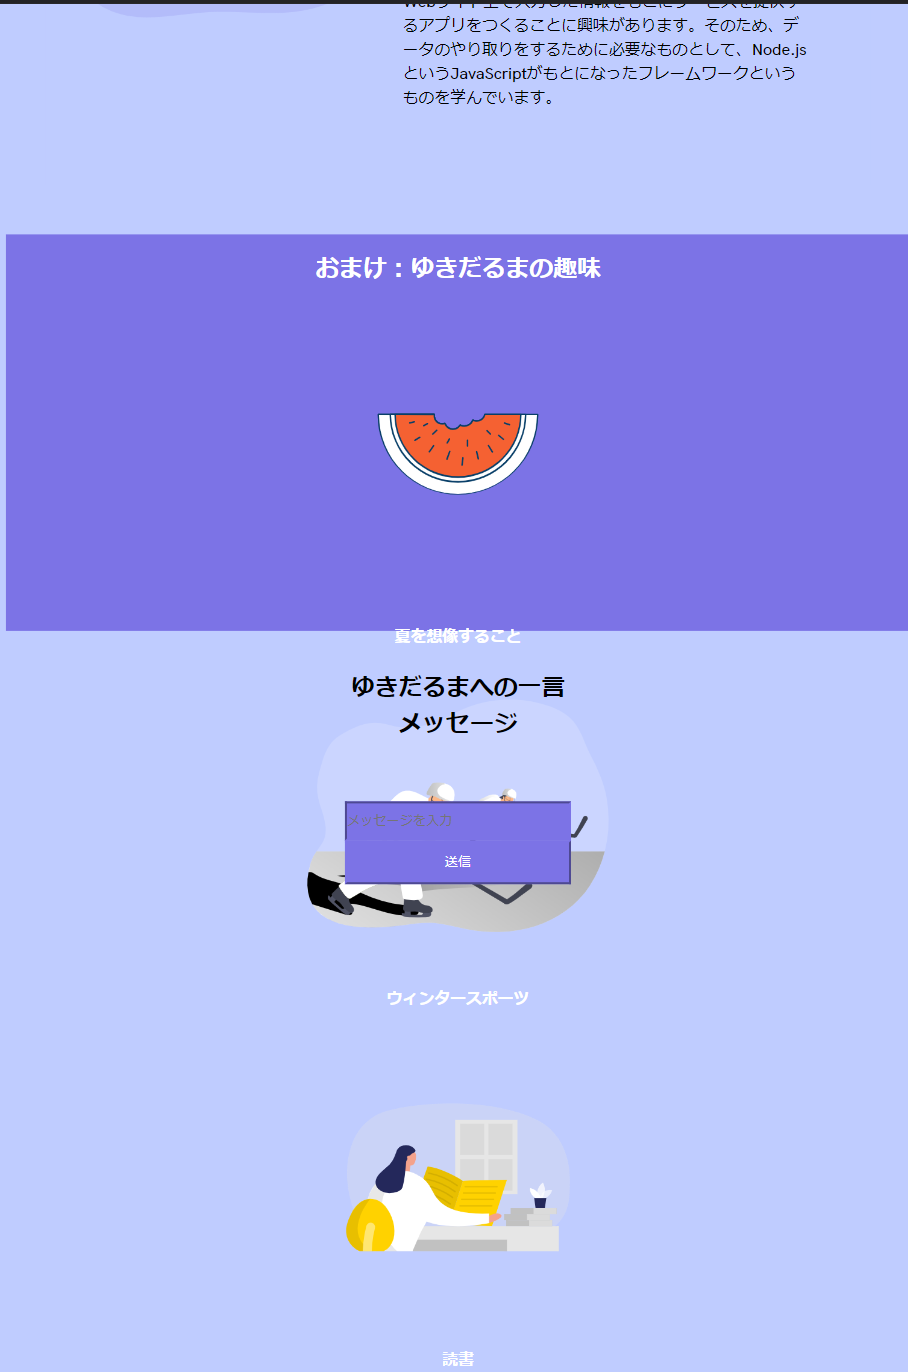 るアプリをつくることに興味があります。そのため、デ
ータのやり取りをするために必要なものとして、Node.js
というJavaScriptがもとになったフレームワークという
ものを学んでいます。
おまけ：ゆきだるまの趣味
夏を想像すること
ゆきだるまへの一言
メッセージ
メッセージを入力
送信
ウィンタースポーツ
読書